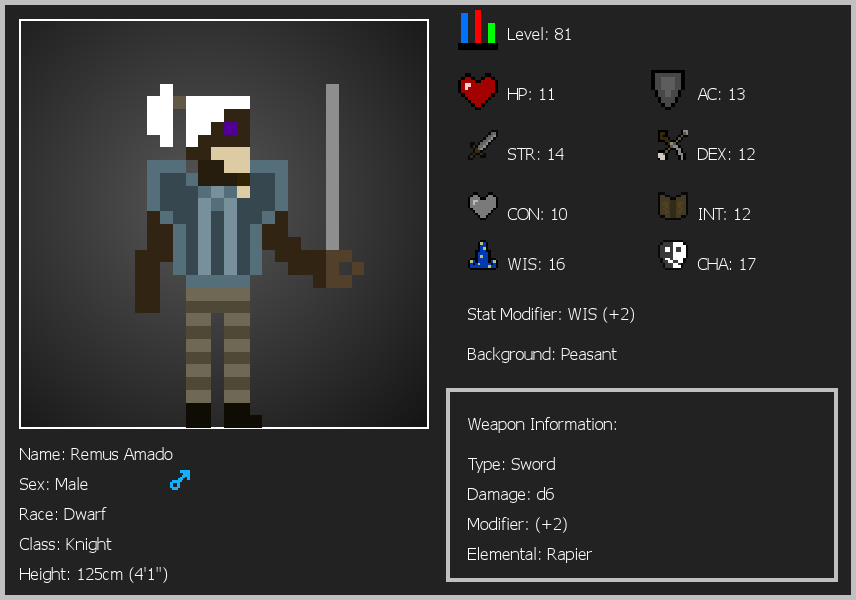 Level: 81
HP: 11
AC: 13
STR: 14
DEX: 12
CON: 10
INT: 12
WIS: 16
CHA: 17
Stat Modifier: WIS (+2)
Background: Peasant
Weapon Information:
Type: Sword
Damage: d6
Modifier: (+2)
Elemental: Rapier
Name: Remus Amado
Sex: Male
Race: Dwarf
Class: Knight
Height: 125cm (4'1")